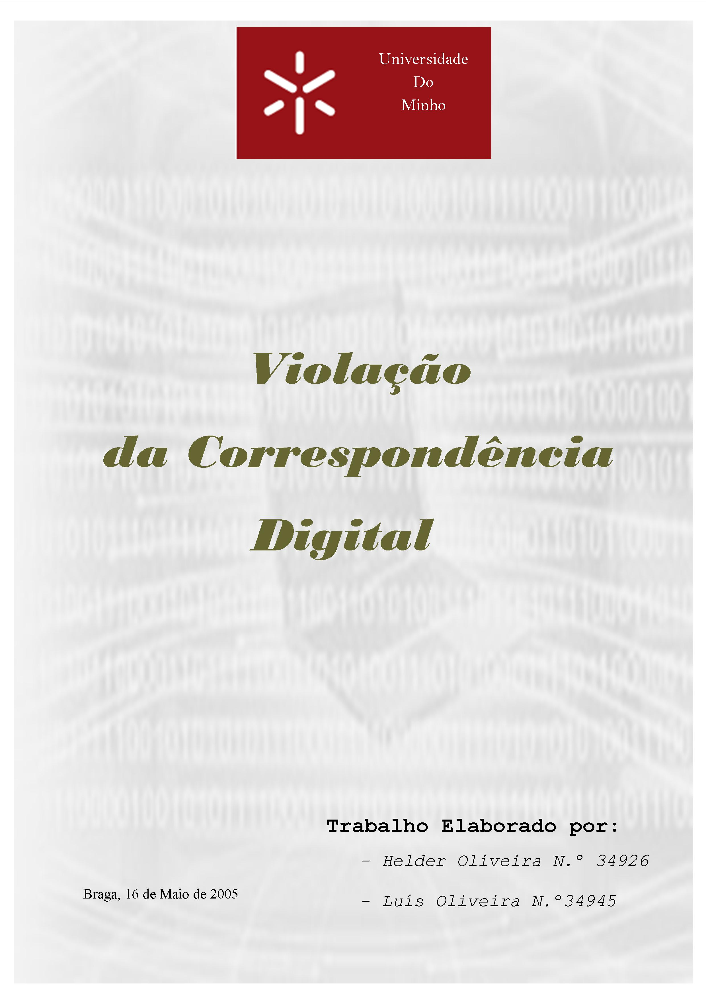 Universidade
Do
Minho
Violação
da Correspondência
Digital
Trabalho Elaborado por:
- Helder Oliveira N.º 34926
Braga, 16 de Maio de 2005
- Luís Oliveira N.º34945